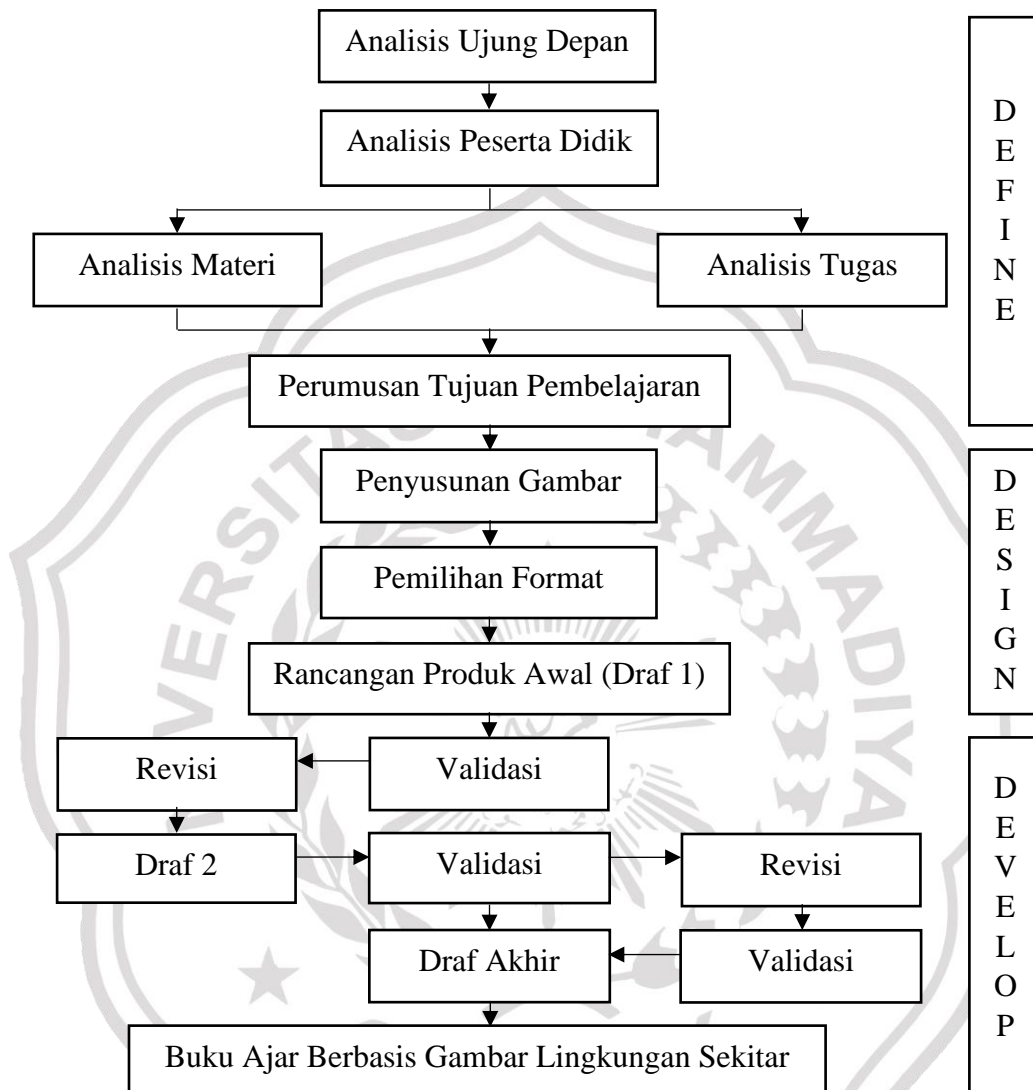 Analisis Ujung Depan
Analisis Peserta Didik
Analisis Materi
Analisis Tugas
Perumusan Tujuan Pembelajaran
D
E
F
I
N
E
Penyusunan Gambar
Pemilihan Format
Rancangan Produk Awal (Draf 1)
D
E
S
I
G
N
Revisi
Validasi
Draf 2
Validasi
Revisi
Draf Akhir
Validasi
Buku Ajar Berbasis Gambar Lingkungan Sekitar
D
E
V
E
L
O
P